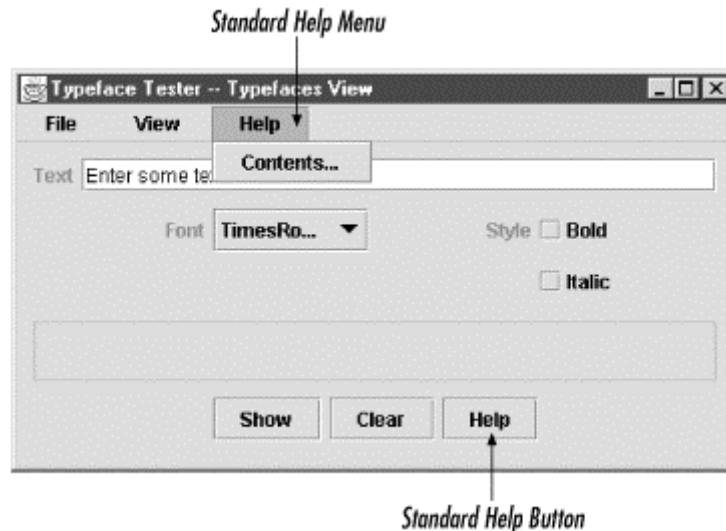 Standard Help Menu
Typeface Tester -- Typefaces View
File View Help
Contents...
Text Enter some te
Font TimesRo... Style Bold
Italic
Show Clear Help
Standard Help Button